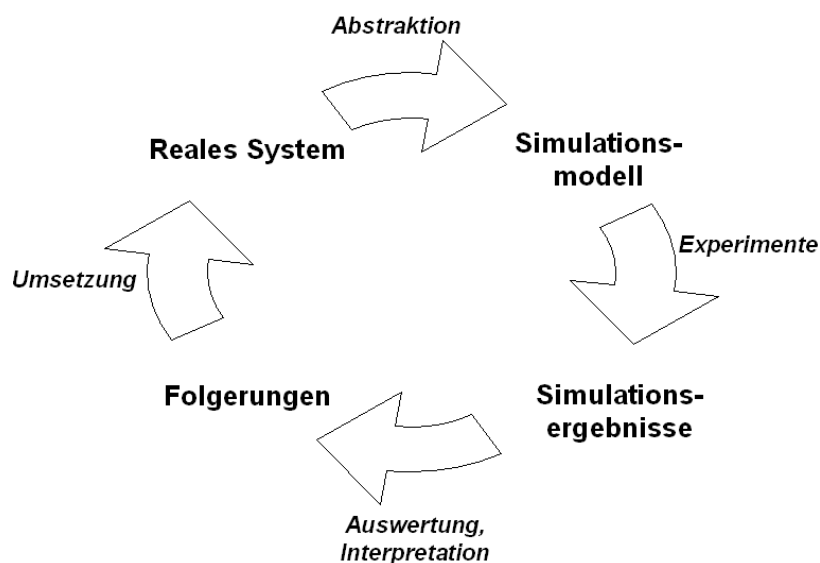 Abstraktion
Reales System
Simulations-
modell
Experimente
Umsetzung
Folgerungen
Simulations-
ergebnisse
Auswertung,
Interpretation